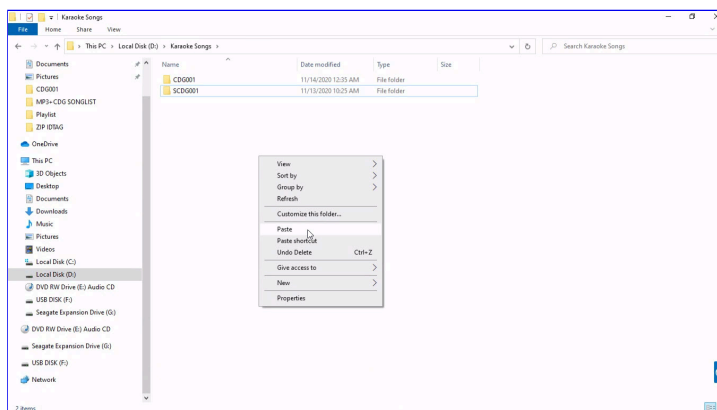 Karaoke Songs
File Home Share View
This PC > Local Disk (D:) > Karaoke Songs >
Search Karaoke Songs
Documents
Pictures
CDG001
MP3+CDG SONGLIST
Playlist
ZIP IDTAG
OneDrive
This PC
3D Objects
Desktop
Documents
Downloads
Music
Pictures
Videos
Local Disk (C:)
Local Disk (D:)
DVD RW Drive (E:) Audio CD
USB DISK (F:)
Seagate Expansion Drive (G:)
DVD RW Drive (E:) Audio CD
Seagate Expansion Drive (G:)
USB DISK (F:)
Network
2 items
Name Date modified Type Size
CDG001 11/14/2020 12:35 AM File folder
SCDG001 11/13/2020 10:25 AM File folder
View
Sort by
Group by
Refresh
Customize this folder...
Paste
Paste shortcut
Undo Delete Ctrl+Z
Give access to
New
Properties